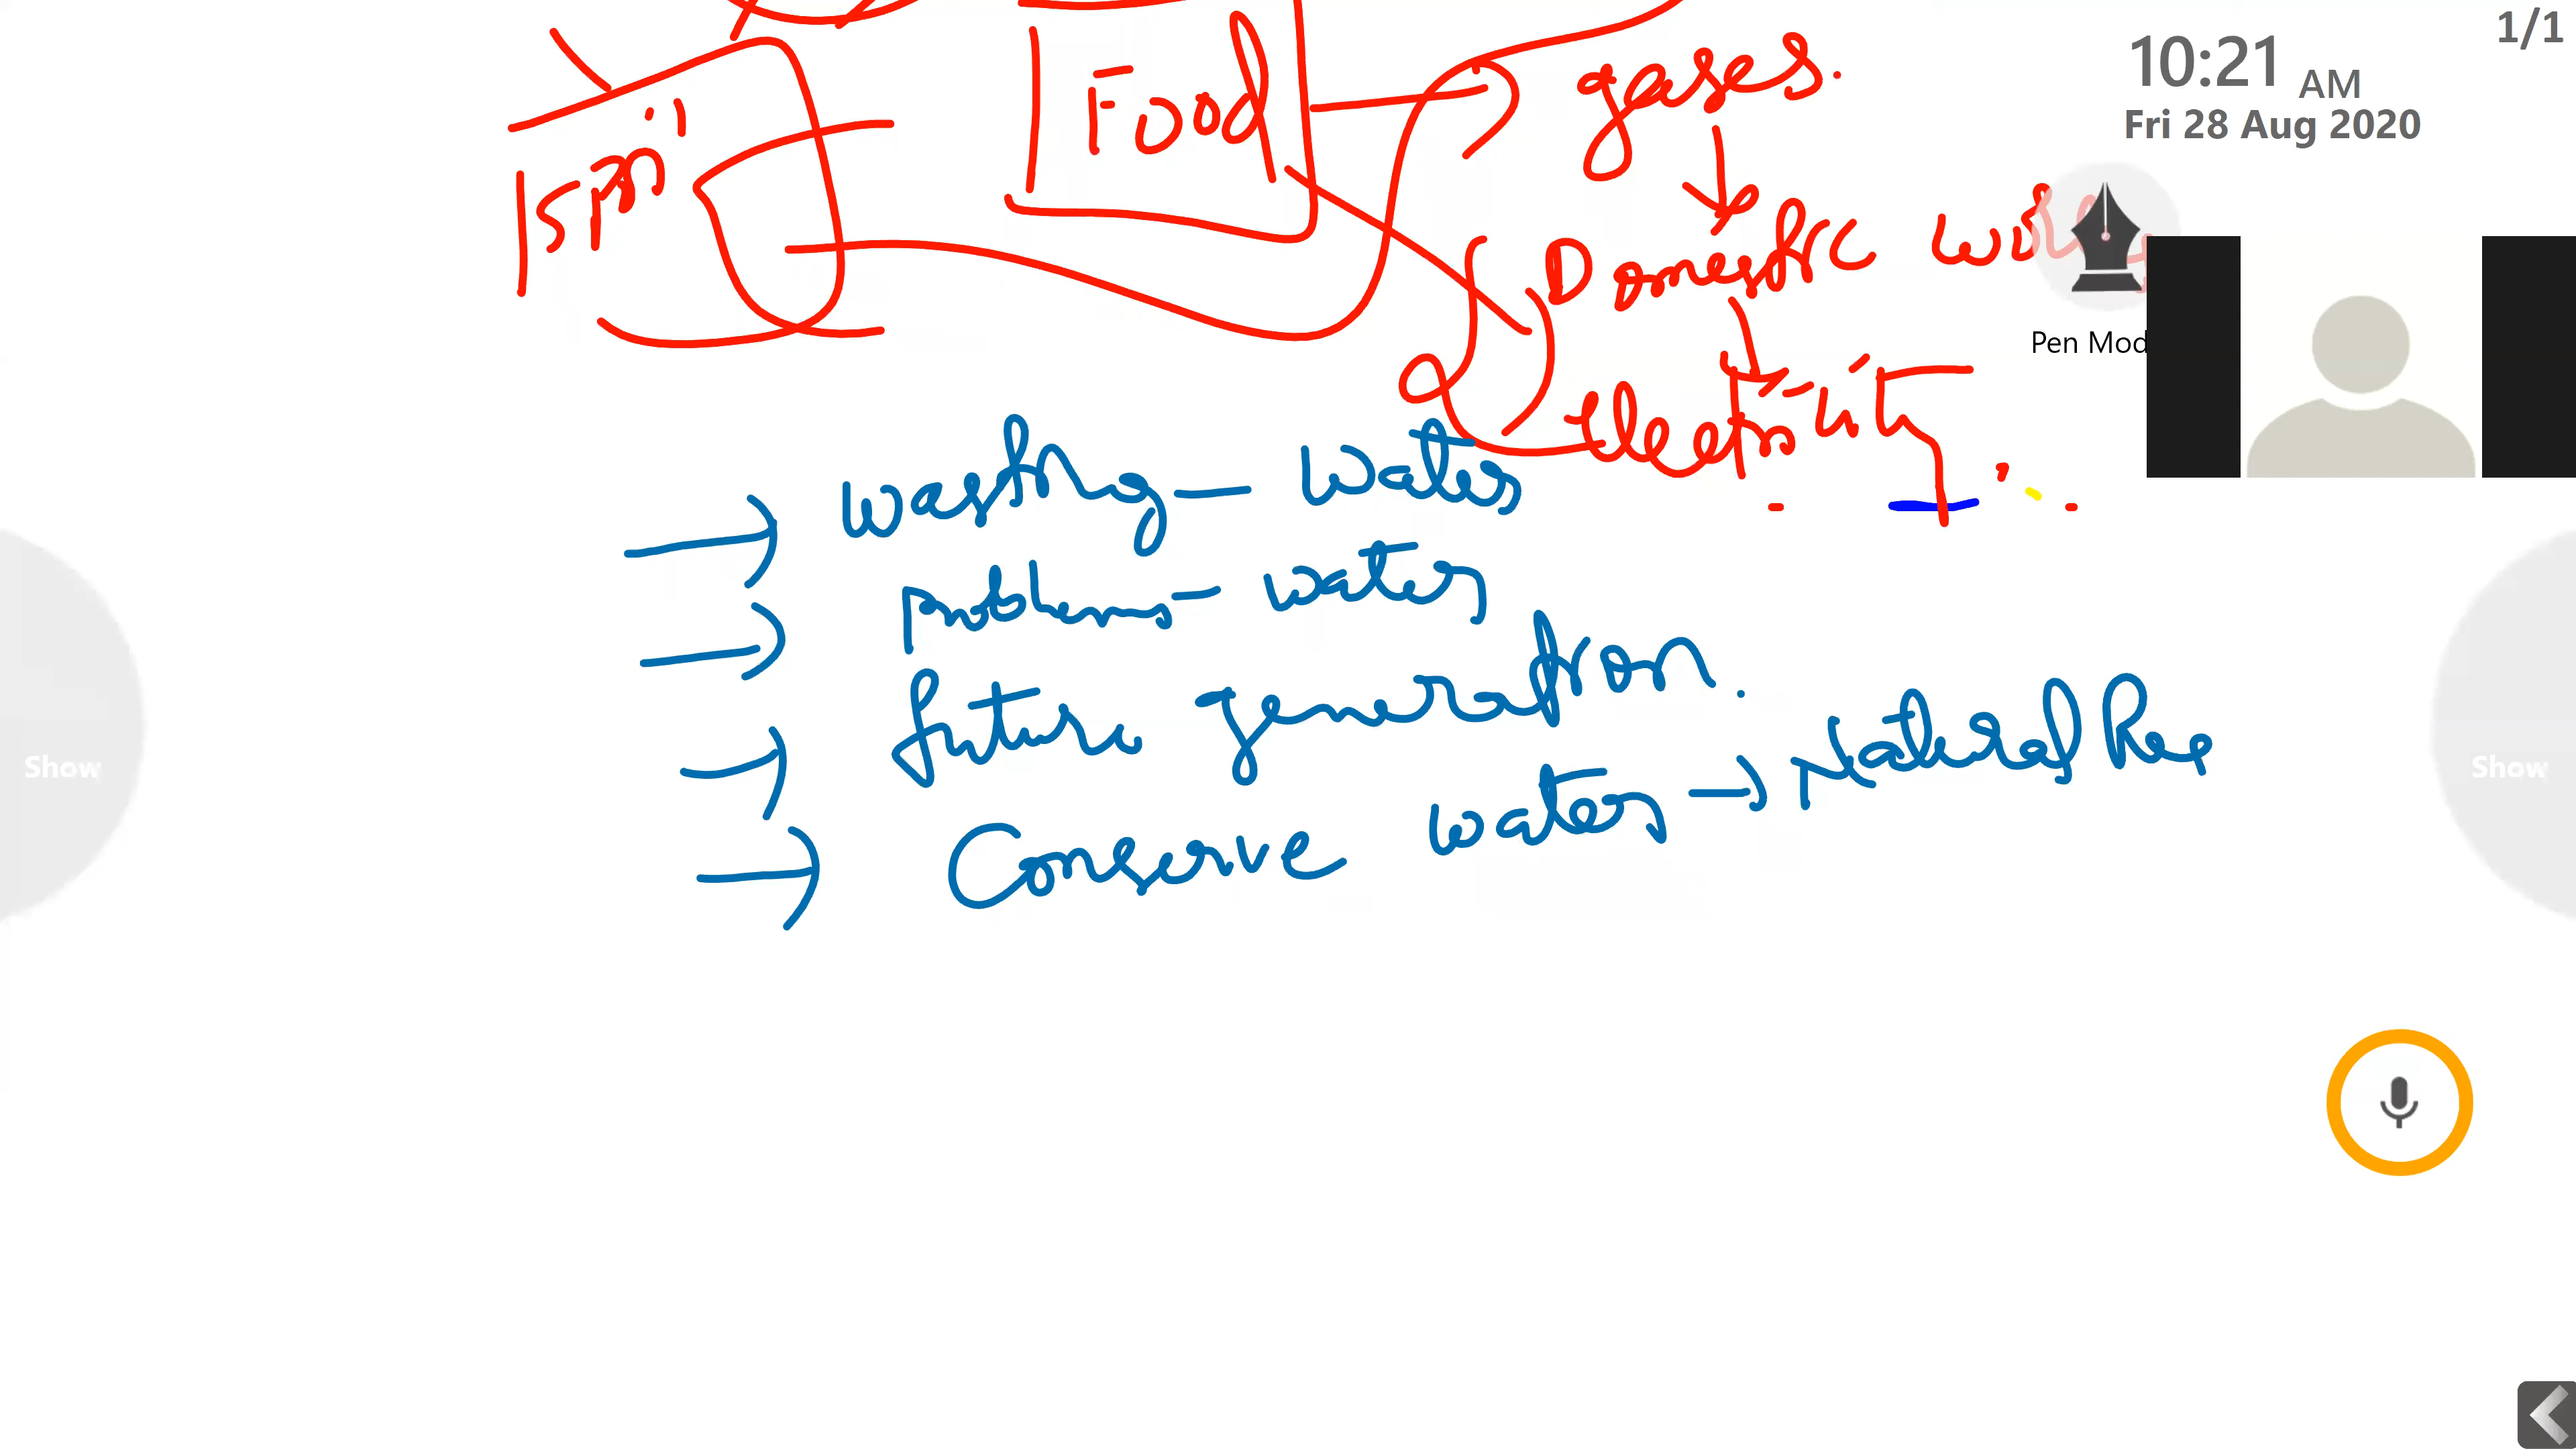 1/1
10:21 AM
Fri 28 Aug 2020
Food
gases.
Domestic
Pen Mod
Electricity
washing - water
problems - water
future generation.
Conserve water → Natural
Show
Show